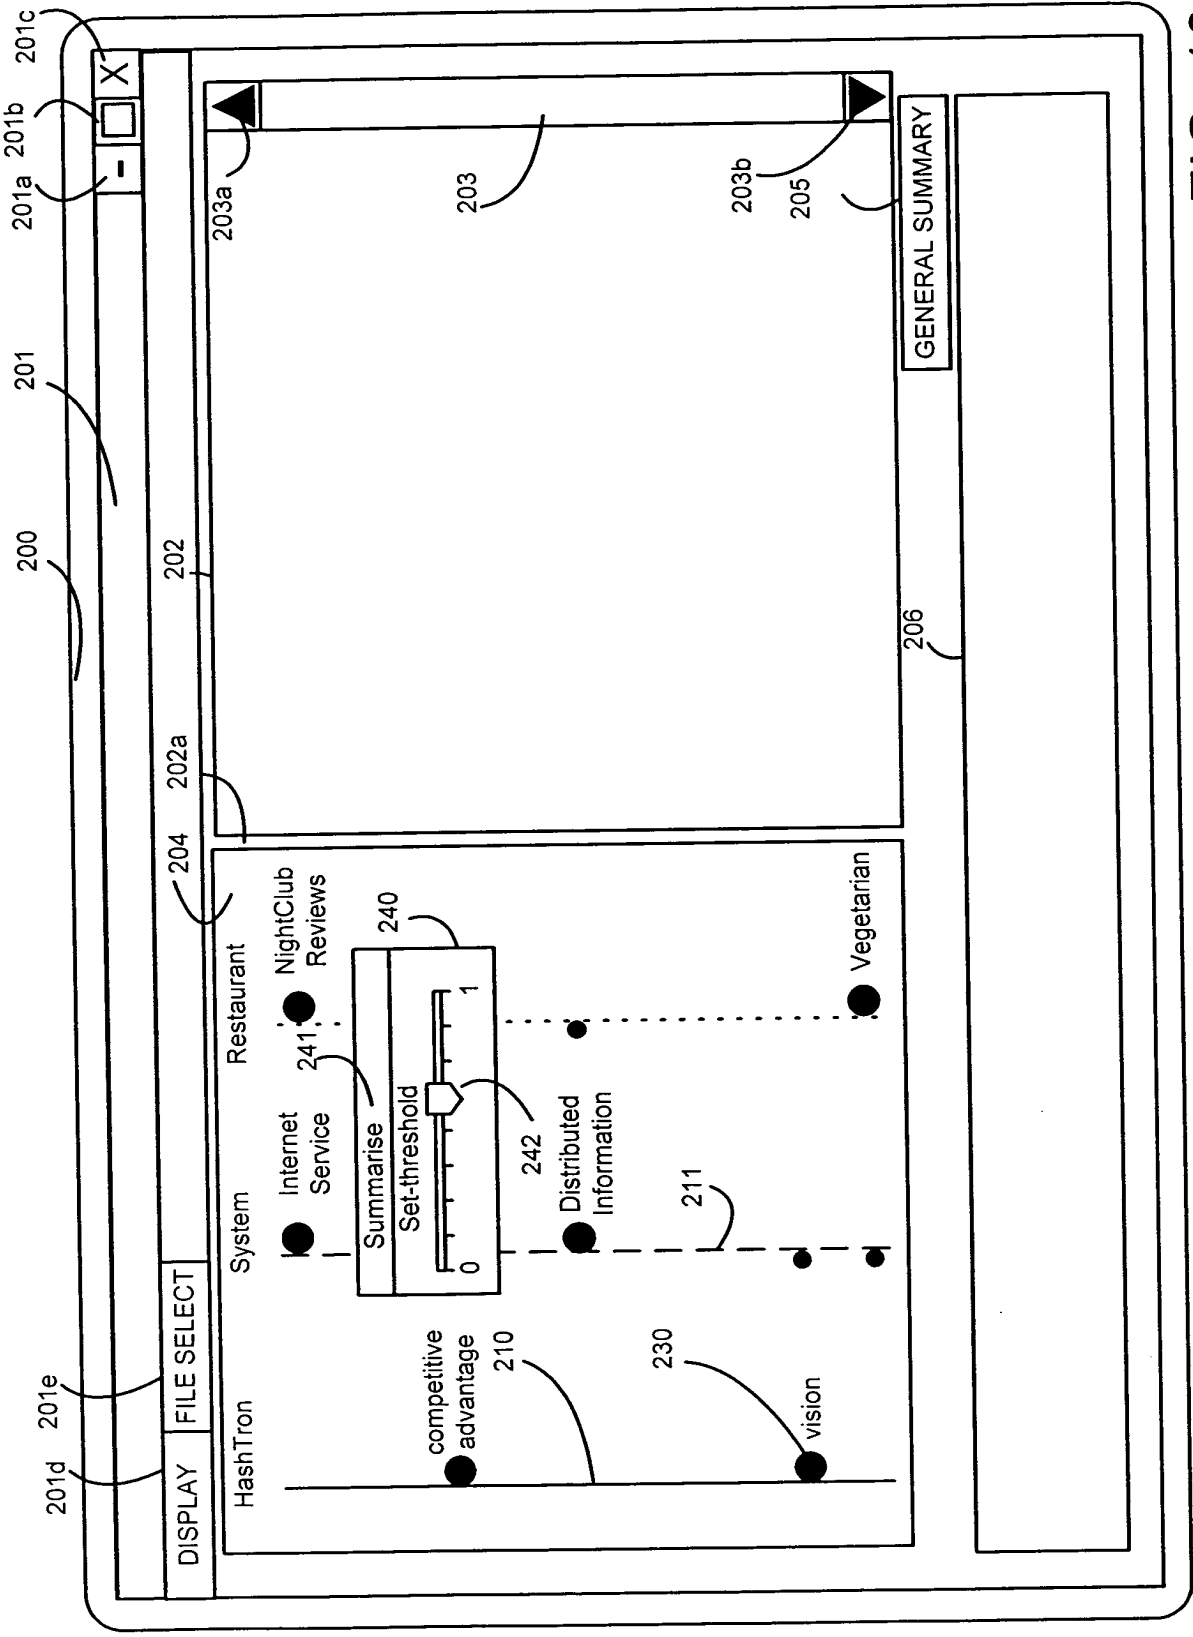 200
201
201a
201b
201c
201d
201e
DISPLAY
FILE SELECT
204
202a
202
203a
HashTron
System
Restaurant
Internet
Service
NightClub
Reviews
241
Summarise
240
Set-threshold
0
1
competitive
advantage
210
242
203
Distributed
Information
230
211
203b
vision
Vegetarian
205
206
GENERAL SUMMARY